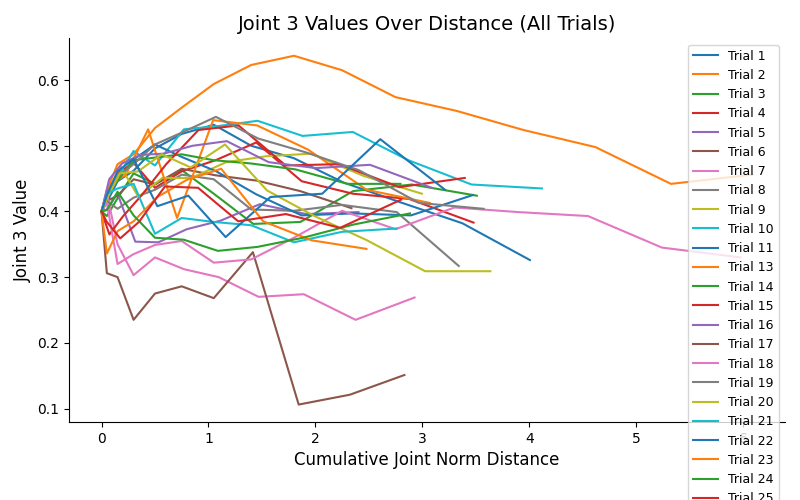 Joint 3 Values Over Distance (All Trials)
Joint 3 Value
0.6
0.5
0.4
0.3
0.2
0.1
0
1
2
3
4
5
6
Cumulative Joint Norm Distance
Trial 1
Trial 2
Trial 3
Trial 4
Trial 5
Trial 6
Trial 7
Trial 8
Trial 9
Trial 10
Trial 11
Trial 13
Trial 14
Trial 15
Trial 16
Trial 17
Trial 18
Trial 19
Trial 20
Trial 21
Trial 22
Trial 23
Trial 24
Trial 25